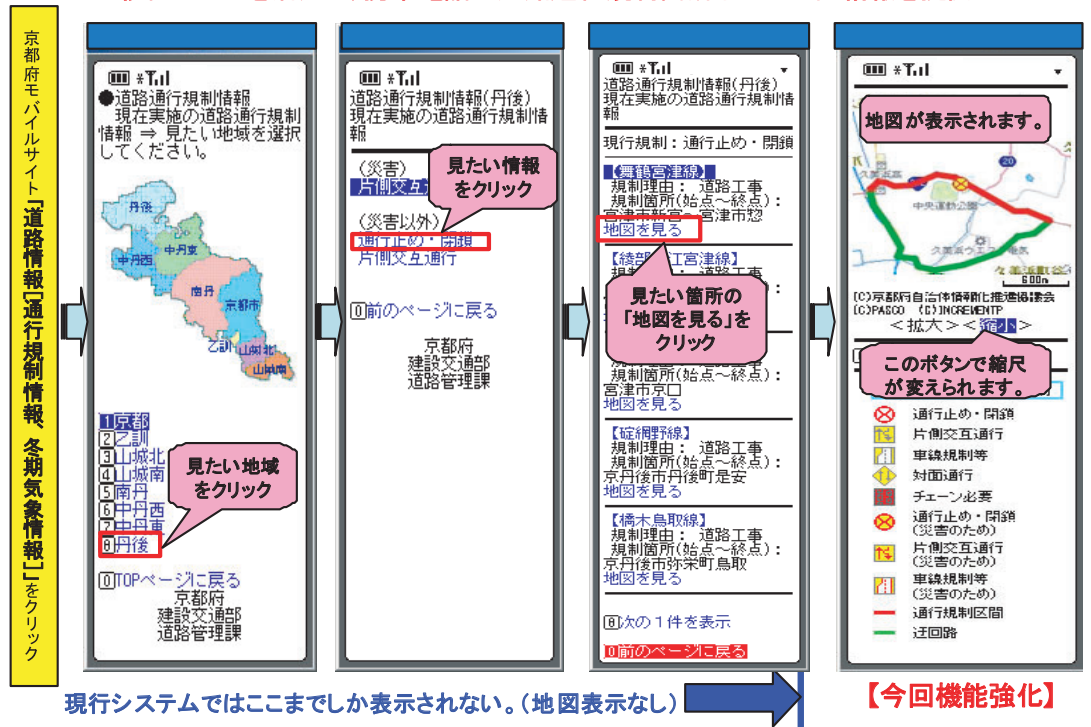 京都府モバイルサイト「道路情報［通行規制情報、冬期気象情報］」をクリック
●道路通行規制情報
現在実施の道路通行規制
情報 ⇒ 見たい地域を選択
してください。
丹後
中丹西
中丹東
南丹
京都市
乙訓
山城北
山城南
1京都
2乙訓
3山城北
4山城南
5南丹
6中丹西
7中丹東
8丹後
見たい地域
をクリック
0TOPページに戻る
京都府
建設交通部
道路管理課
道路通行規制情報(丹後)
現在実施の道路通行規制情
報
(災害)
片側交互通
見たい情報
をクリック
(災害以外)
通行止め・閉鎖
片側交互通行
0前のページに戻る
京都府
建設交通部
道路管理課
道路通行規制情報(丹後)
現在実施の道路通行規制情
報
現行規制：通行止め・閉鎖
【舞鶴宮津線】
規制理由： 道路工事
規制箇所(始点～終点)：
宮津市新宮～宮津市惣
地図を見る
見たい箇所の
「地図を見る」を
クリック
規制箇所(始点～終点)：
宮津市京口
地図を見る
【碇網野線】
規制理由： 道路工事
規制箇所(始点～終点)：
京丹後市丹後町是安
地図を見る
【橋木鳥取線】
規制理由： 道路工事
規制箇所(始点～終点)：
京丹後市弥栄町鳥取
地図を見る
8次の１件を表示
0前のページに戻る
地図が表示されます。
20
久美浜高
中央運動公園
600m
(C)京都府自治体情報化推進協議会
(C)PASCO (C)INCREMENTP
＜拡大＞＜縮小＞
このボタンで縮尺
が変えられます。
通行止め・閉鎖
片側交互通行
車線規制等
対面通行
チェーン必要
通行止め・閉鎖
(災害のため)
片側交互通行
(災害のため)
車線規制等
(災害のため)
通行規制区間
迂回路
現行システムではここまでしか表示されない。（地図表示なし）
【今回機能強化】